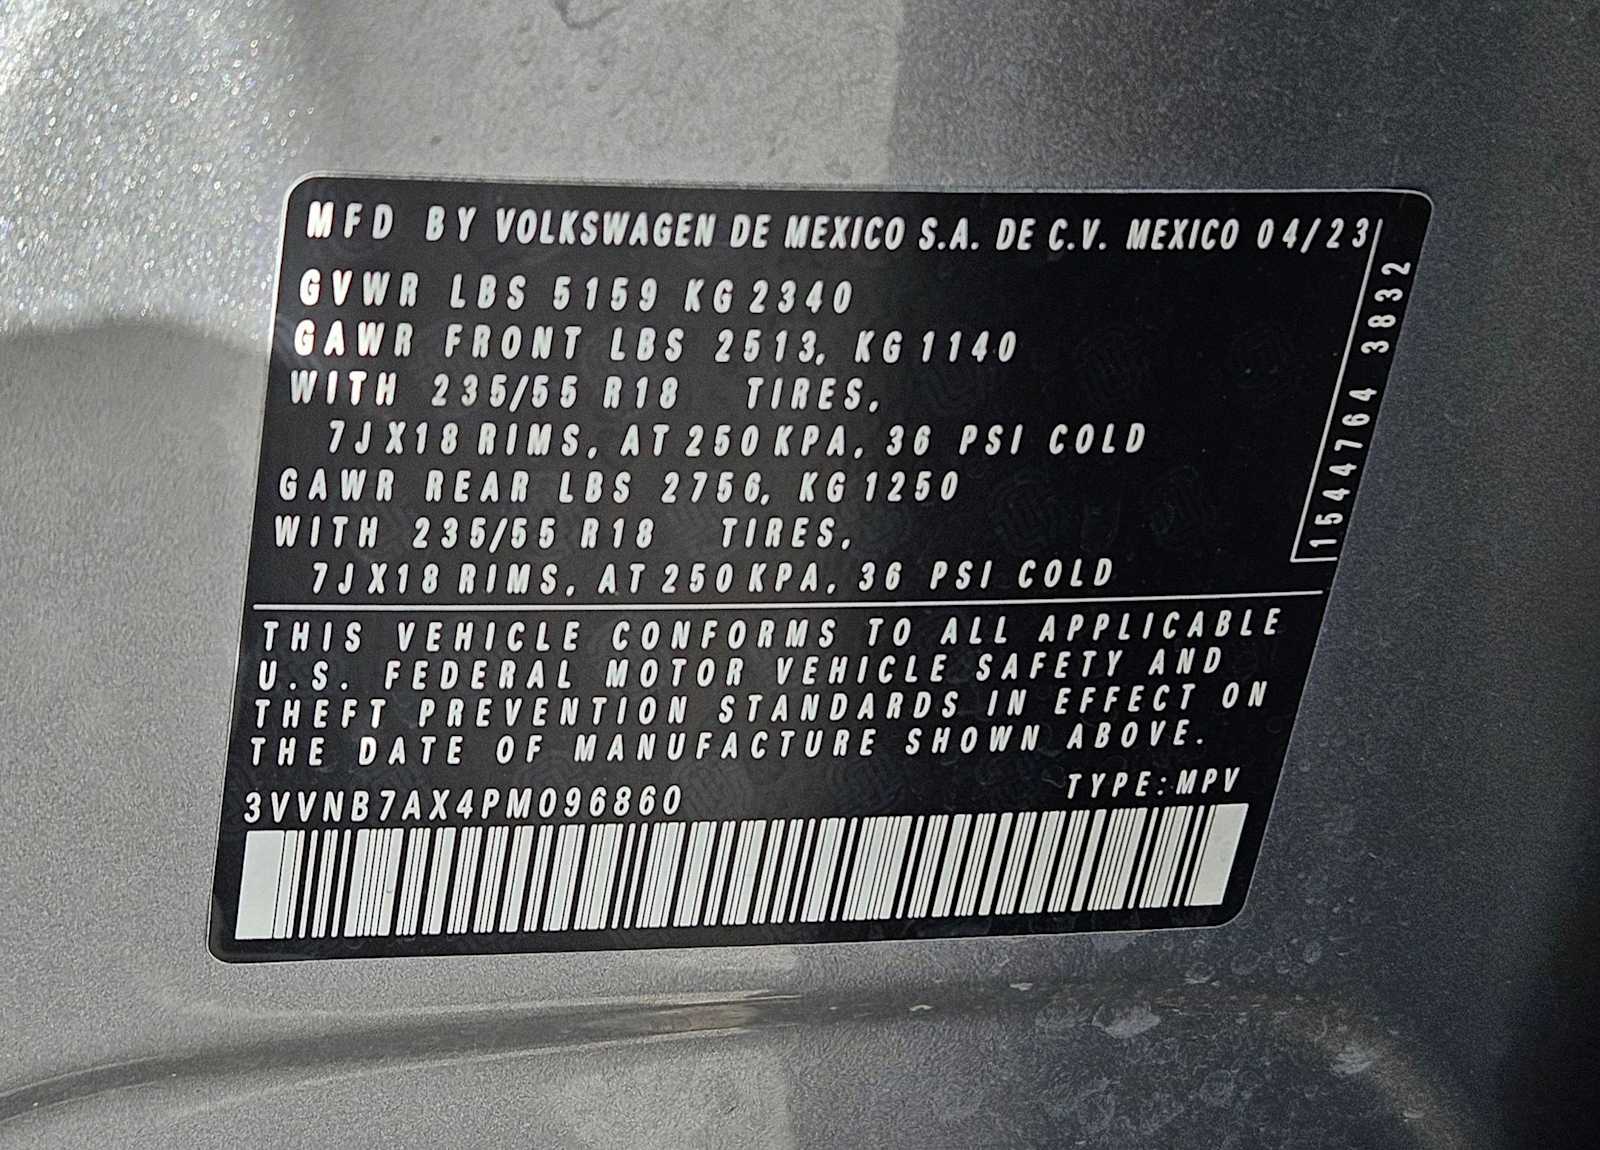 MFD BY VOLKSWAGEN DE MEXICO S.A. DE C.V. MEXICO 04/23
GVWR LBS 5159 KG 2340
GAWR FRONT LBS 2513, KG 1140
WITH 235/55 R18 TIRES,
7JX18 RIMS, AT 250 KPA, 36 PSI COLD
GAWR REAR LBS 2756, KG 1250
WITH 235/55 R18 TIRES,
7JX18 RIMS, AT 250 KPA, 36 PSI COLD
1544764 3832
THIS VEHICLE CONFORMS TO ALL APPLICABLE
U.S. FEDERAL MOTOR VEHICLE SAFETY AND
THEFT PREVENTION STANDARDS IN EFFECT ON
THE DATE OF MANUFACTURE SHOWN ABOVE.
3VVNB7AX4PM096860 TYPE: MPV